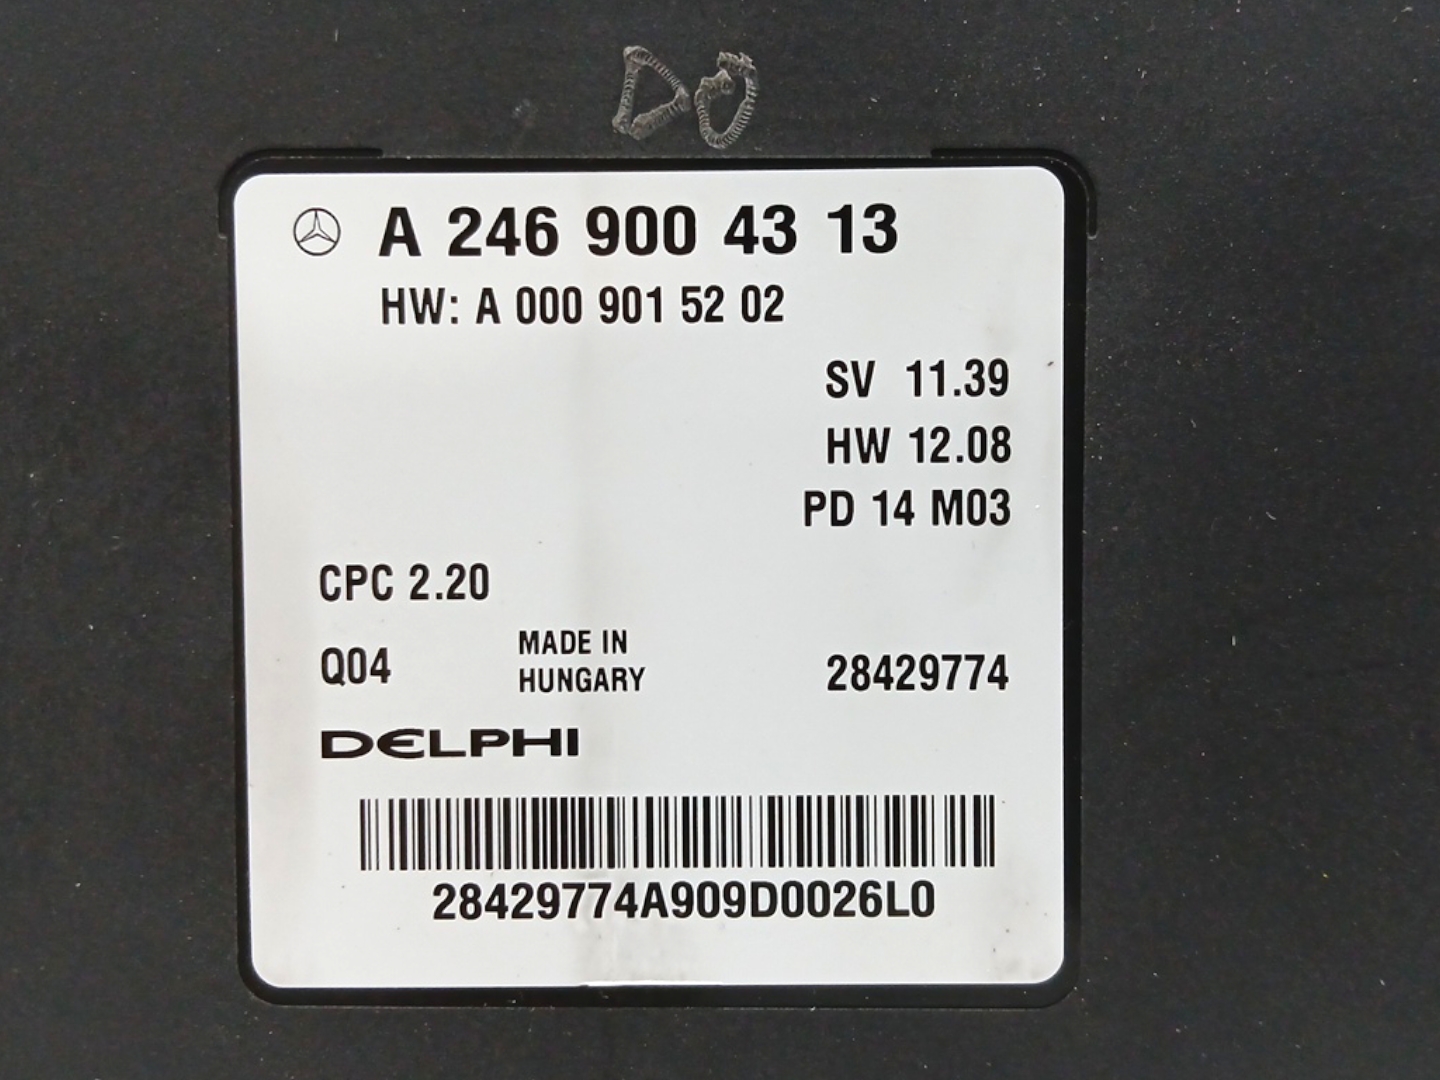 DO
A 246 900 43 13
HW: A 000 901 52 02
SV 11.39
HW 12.08
PD 14 M03
CPC 2.20
Q04
MADE IN
HUNGARY
28429774
DELPHI
28429774A909D0026L0